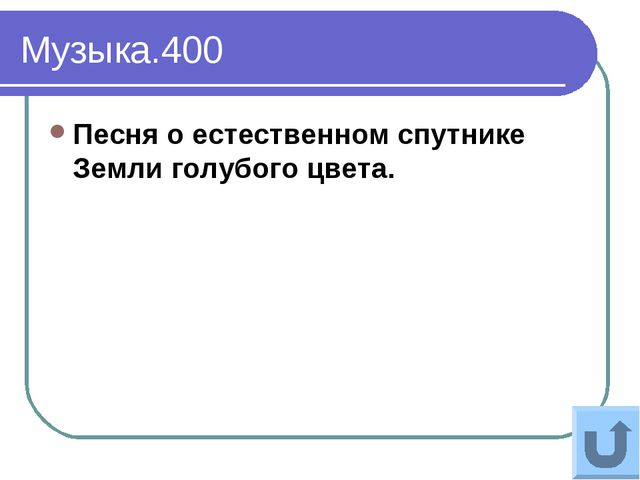 Музыка.400
Песня о естественном спутнике
Земли голубого цвета.